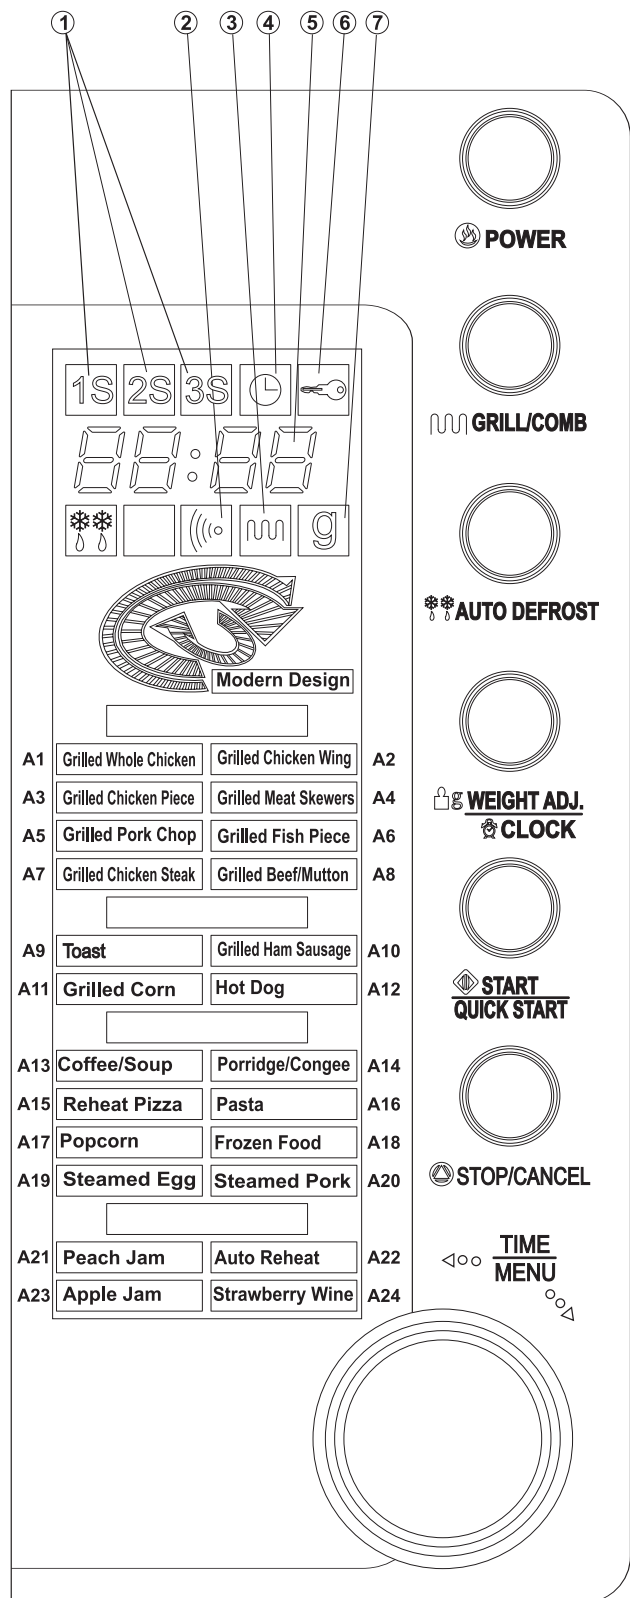 1 2 3 4 5 6 7
POWER
1S 2S 3S
88:88
GRILL/COMB
g
AUTO DEFROST
Modern Design
A1 Grilled Whole Chicken Grilled Chicken Wing A2
A3 Grilled Chicken Piece Grilled Meat Skewers A4
g WEIGHT ADJ.
CLOCK
A5 Grilled Pork Chop Grilled Fish Piece A6
A7 Grilled Chicken Steak Grilled Beef/Mutton A8
A9 Toast Grilled Ham Sausage A10
A11 Grilled Corn Hot Dog A12
START
QUICK START
A13 Coffee/Soup Porridge/Congee A14
A15 Reheat Pizza Pasta A16
A17 Popcorn Frozen Food A18
A19 Steamed Egg Steamed Pork A20
STOP/CANCEL
A21 Peach Jam Auto Reheat A22
A23 Apple Jam Strawberry Wine A24
TIME
MENU